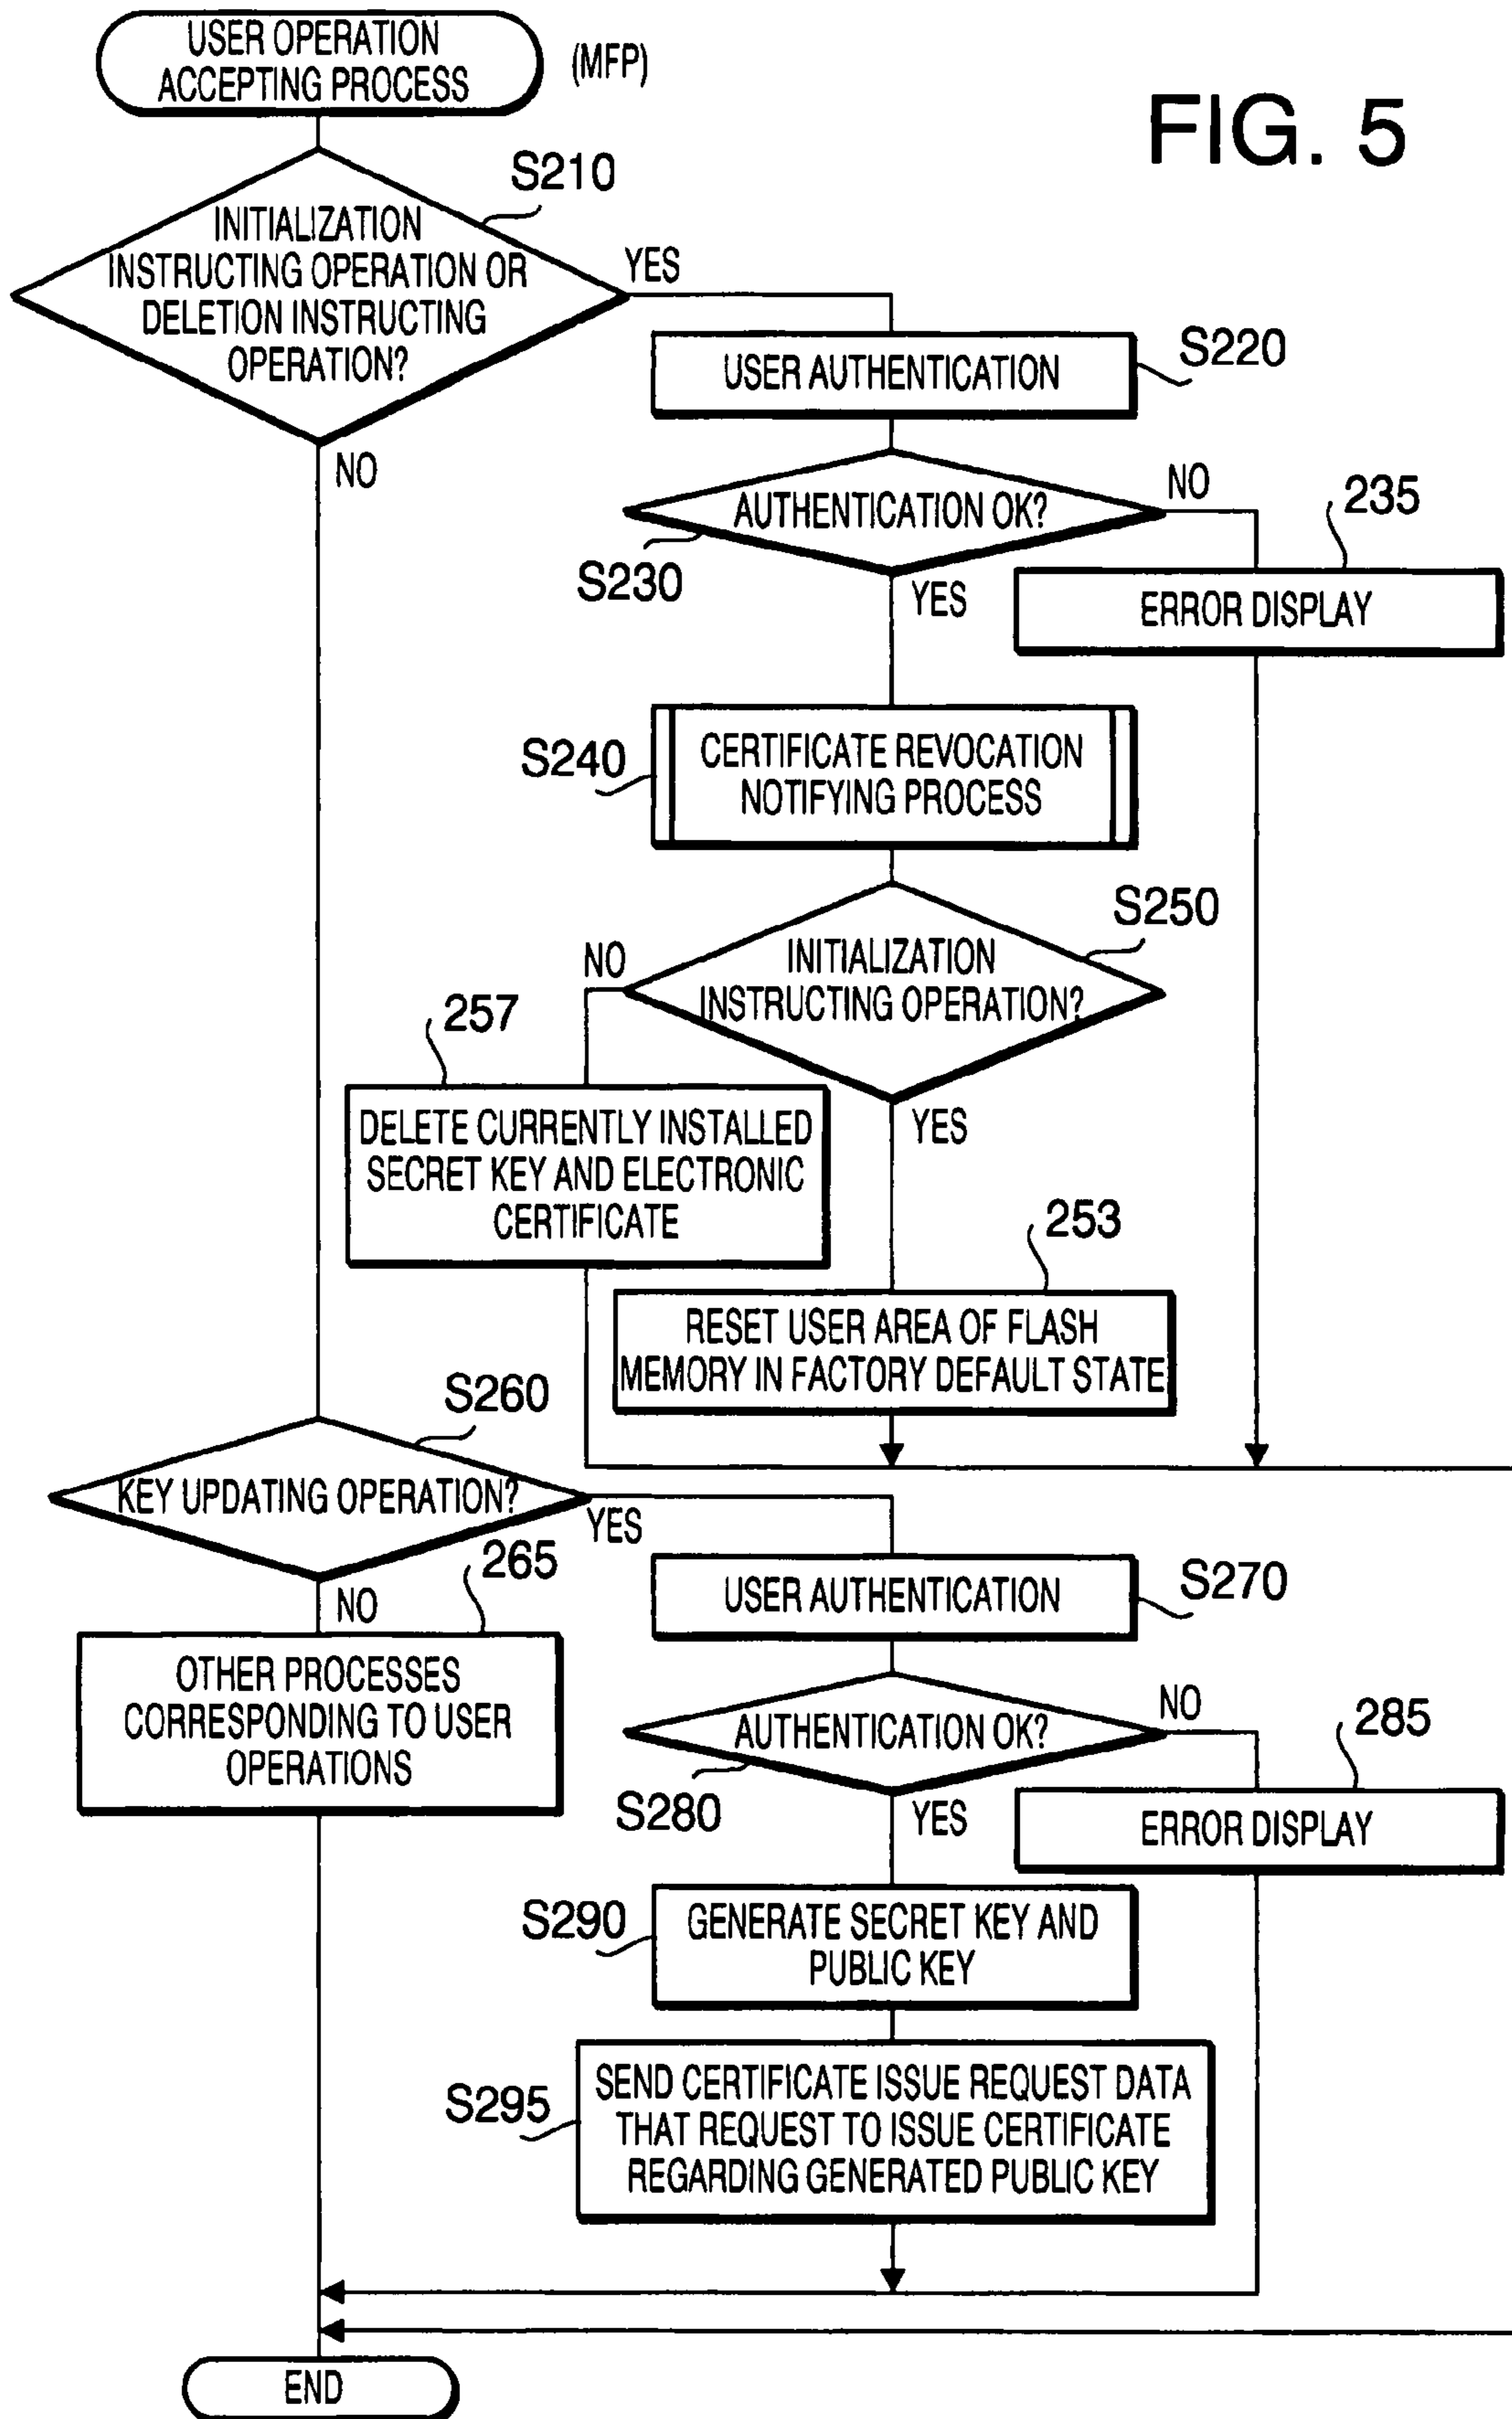 USER OPERATION
ACCEPTING PROCESS
(MFP)
FIG. 5
S210
INITIALIZATION
INSTRUCTING OPERATION OR
DELETION INSTRUCTING
OPERATION?
YES
NO
USER AUTHENTICATION
S220
AUTHENTICATION OK?
NO
S230
YES
235
ERROR DISPLAY
S240
CERTIFICATE REVOCATION
NOTIFYING PROCESS
S250
INITIALIZATION
INSTRUCTING OPERATION?
NO
YES
257
DELETE CURRENTLY INSTALLED
SECRET KEY AND ELECTRONIC
CERTIFICATE
253
RESET USER AREA OF FLASH
MEMORY IN FACTORY DEFAULT STATE
S260
KEY UPDATING OPERATION?
YES
NO
265
OTHER PROCESSES
CORRESPONDING TO USER
OPERATIONS
USER AUTHENTICATION
S270
AUTHENTICATION OK?
NO
S280
YES
285
ERROR DISPLAY
S290
GENERATE SECRET KEY AND
PUBLIC KEY
S295
SEND CERTIFICATE ISSUE REQUEST DATA
THAT REQUEST TO ISSUE CERTIFICATE
REGARDING GENERATED PUBLIC KEY
END